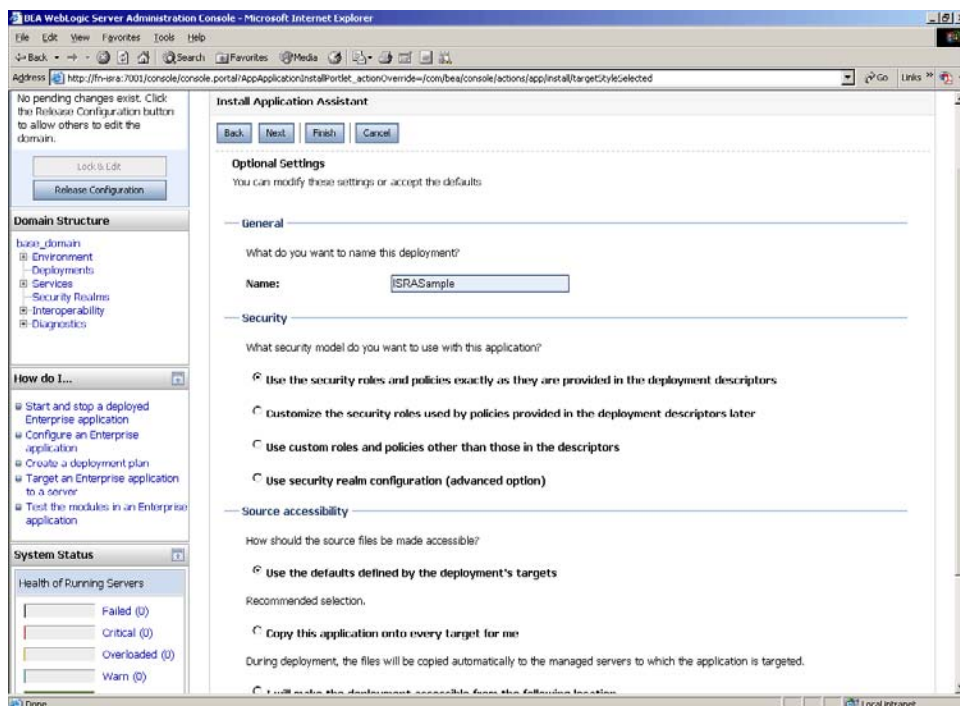 BEA WebLogic Server Administration Console - Microsoft Internet Explorer
File Edit View Favorites Tools Help
Back Search Favorites Media
Address http://fn-isra:7001/console/console.portal?AppApplicationInstallPortlet_actionOverride=/com/bea/console/actions/app/install/targetStyleSelected Go Links »
No pending changes exist. Click
the Release Configuration button
to allow others to edit the
domain.
Lock & Edit
Release Configuration
Domain Structure
base_domain
Environment
Deployments
Services
Security Realms
Interoperability
Diagnostics
How do I...
Start and stop a deployed
Enterprise application
Configure an Enterprise
application
Create a deployment plan
Target an Enterprise application
to a server
Test the modules in an Enterprise
application
System Status
Health of Running Servers
Failed (0)
Critical (0)
Overloaded (0)
Warn (0)
Install Application Assistant
Back Next Finish Cancel
Optional Settings
You can modify these settings or accept the defaults
General
What do you want to name this deployment?
Name: ISRASample
Security
What security model do you want to use with this application?
Use the security roles and policies exactly as they are provided in the deployment descriptors
Customize the security roles used by policies provided in the deployment descriptors later
Use custom roles and policies other than those in the descriptors
Use security realm configuration (advanced option)
Source accessibility
How should the source files be made accessible?
Use the defaults defined by the deployment's targets
Recommended selection.
Copy this application onto every target for me
During deployment, the files will be copied automatically to the managed servers to which the application is targeted.
I will make the deployment accessible from the following location
Done Local intranet